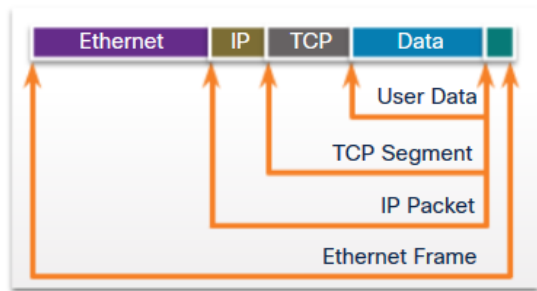 Ethernet IP TCP Data
User Data
TCP Segment
IP Packet
Ethernet Frame